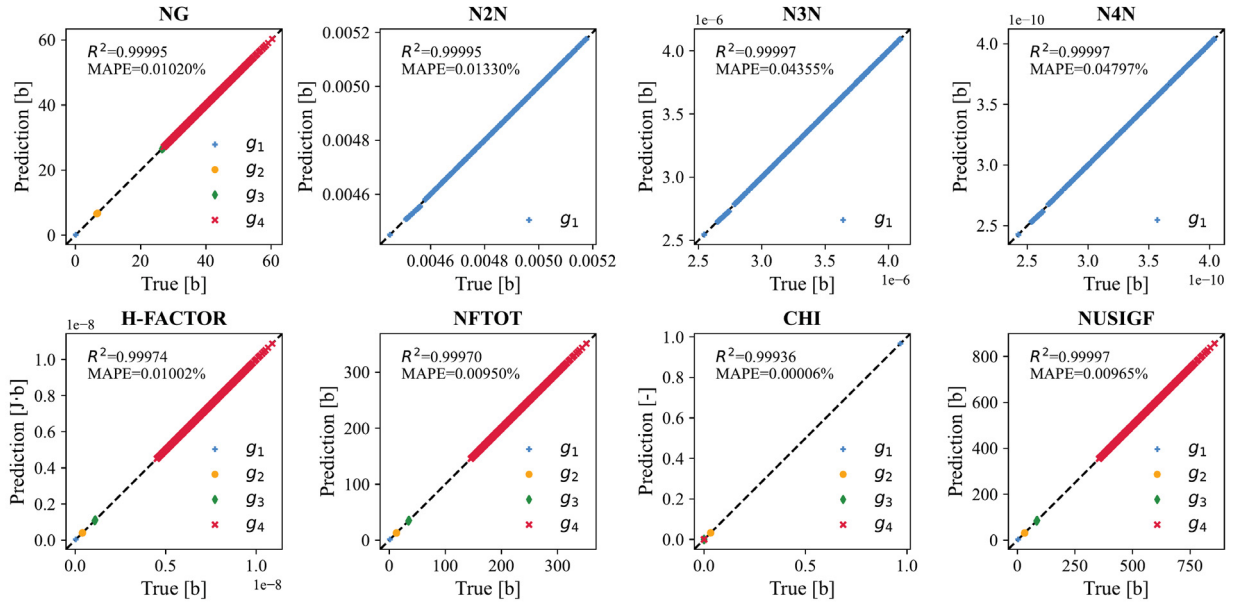 NG
R²=0.99995
MAPE=0.01020%
Prediction [b]
60
40
20
0
g₁
g₂
g₃
g₄
0 20 40 60
True [b]
N2N
R²=0.99995
MAPE=0.01330%
Prediction [b]
0.0052
0.0050
0.0048
0.0046
g₁
0.0046 0.0048 0.0050 0.0052
True [b]
N3N
1e−6
R²=0.99997
MAPE=0.04355%
Prediction [b]
4.0
3.5
3.0
2.5
g₁
2.5 3.0 3.5 4.0
True [b]
1e−6
N4N
1e−10
R²=0.99997
MAPE=0.04797%
Prediction [b]
4.0
3.5
3.0
2.5
g₁
2.5 3.0 3.5 4.0
True [b]
1e−10
H-FACTOR
1e−8
R²=0.99974
MAPE=0.01002%
Prediction [J·b]
1.0
0.8
0.6
0.4
0.2
0.0
g₁
g₂
g₃
g₄
0.0 0.5 1.0
True [b]
1e−8
NFTOT
R²=0.99970
MAPE=0.00950%
Prediction [b]
300
200
100
0
g₁
g₂
g₃
g₄
0 100 200 300
True [b]
CHI
R²=0.99936
MAPE=0.00006%
Prediction [-]
1.0
0.8
0.6
0.4
0.2
0.0
g₁
g₂
g₃
g₄
0.0 0.5 1.0
True [b]
NUSIGF
R²=0.99997
MAPE=0.00965%
Prediction [b]
800
600
400
200
0
g₁
g₂
g₃
g₄
0 250 500 750
True [b]